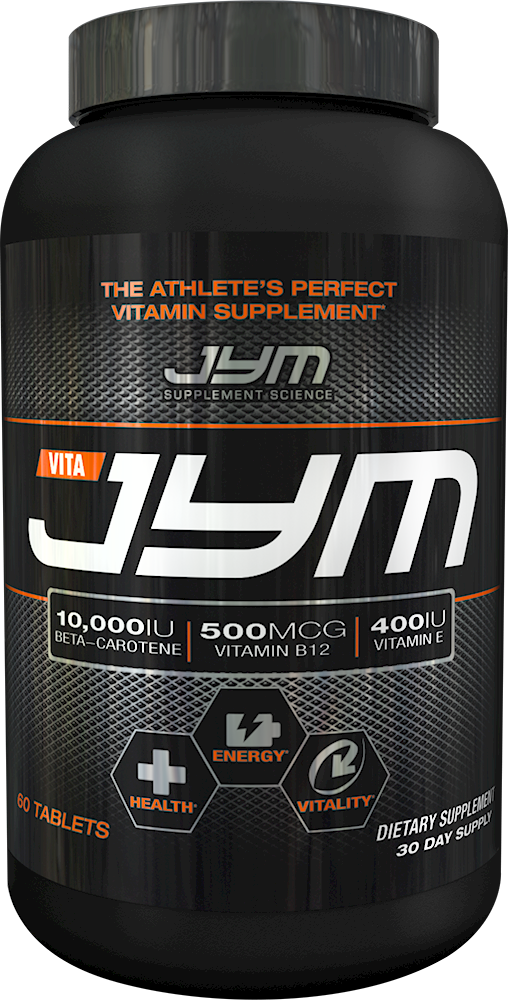 THE ATHLETE'S PERFECT
VITAMIN SUPPLEMENT*
JYM
SUPPLEMENT SCIENCE
VITA
JYM
10,000IU
BETA–CAROTENE
500MCG
VITAMIN B12
400IU
VITAMIN E
ENERGY*
HEALTH*
VITALITY*
60 TABLETS
DIETARY SUPPLEMENT
30 DAY SUPPLY